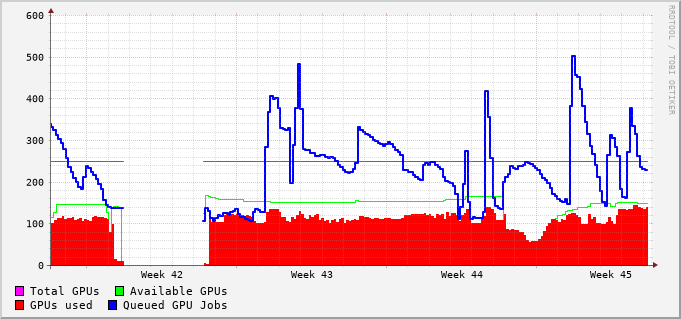 600
500
400
300
200
100
0
Week 42 Week 43 Week 44 Week 45
Total GPUs Available GPUs
GPUs used Queued GPU Jobs
RRDTOOL / TOBI OETIKER